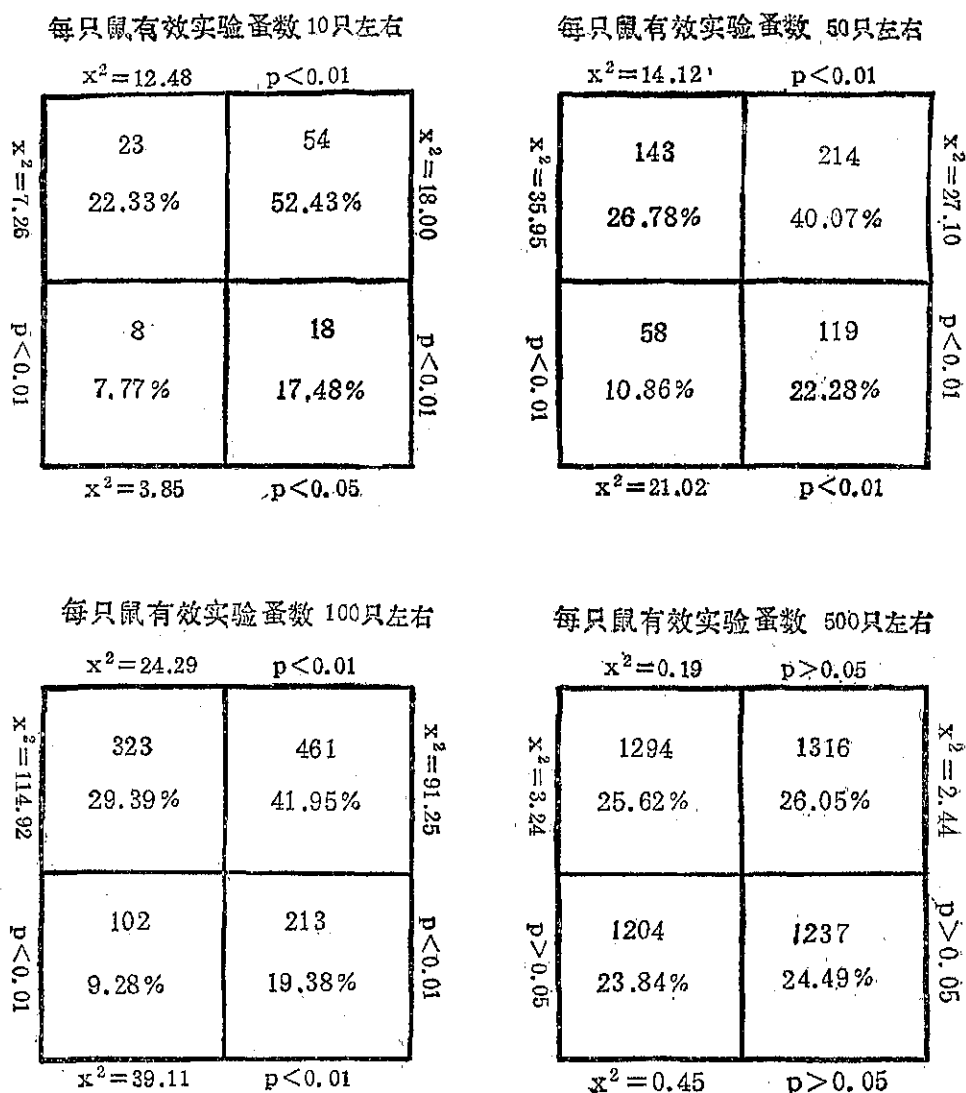 每只鼠有效实验蚤数 10只左右
x²=12.48 p<0.01
x²=7.26 p<0.01
23 54
22.33% 52.43%
8 18
7.77% 17.48%
x²=18.00 p<0.01
x²=3.85 p<0.05
每只鼠有效实验蚤数 50只左右
x²=14.12 p<0.01
x²=35.95 p<0.01
143 214
26.78% 40.07%
58 119
10.86% 22.28%
x²=27.10 p<0.01
x²=21.02 p<0.01
每只鼠有效实验蚤数 100只左右
x²=24.29 p<0.01
x²=114.92 p<0.01
323 461
29.39% 41.95%
102 213
9.28% 19.38%
x²=91.25 p<0.01
x²=39.11 p<0.01
每只鼠有效实验蚤数 500只左右
x²=0.19 p>0.05
x²=3.24 p>0.05
1294 1316
25.62% 26.05%
1204 1237
23.84% 24.49%
x²=2.44 p>0.05
x²=0.45 p>0.05